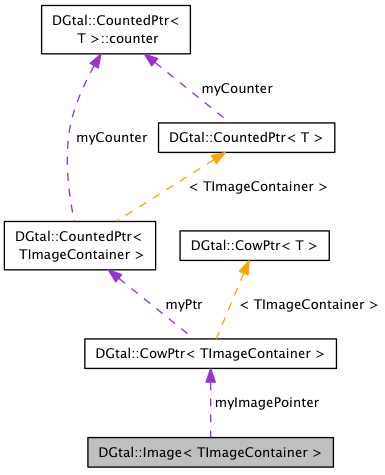 DGtal::CountedPtr<
T >::counter
myCounter
DGtal::CountedPtr< T >
myCounter
< TImageContainer >
DGtal::CountedPtr<
TImageContainer >
DGtal::CowPtr< T >
myPtr
< TImageContainer >
DGtal::CowPtr< TImageContainer >
myImagePointer
DGtal::Image< TImageContainer >